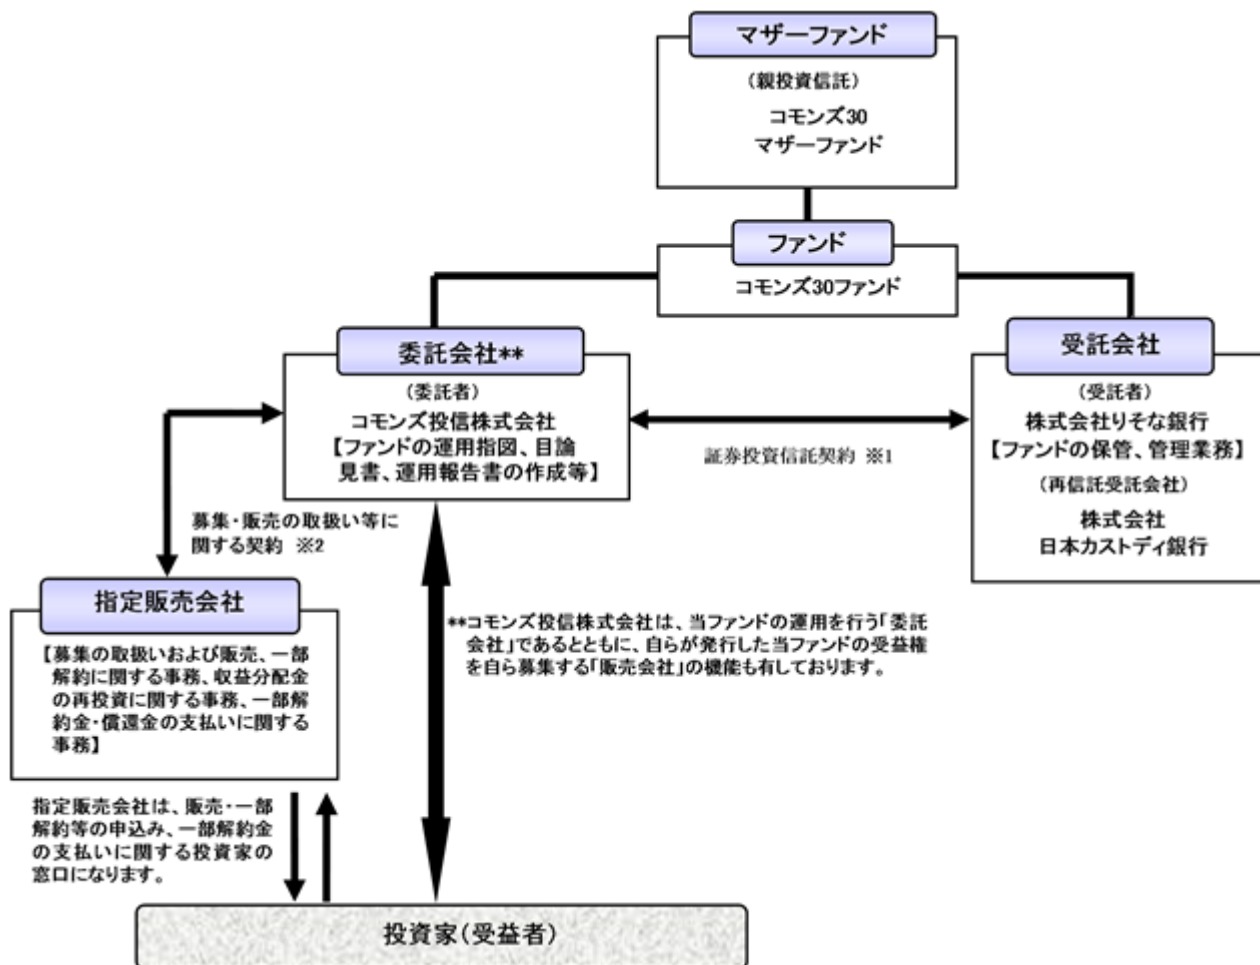 マザーファンド
（親投資信託）
コモンズ30
マザーファンド
ファンド
コモンズ30ファンド
委託会社**
（委託者）
コモンズ投信株式会社
【ファンドの運用指図、目論
見書、運用報告書の作成等】
受託会社
（受託者）
株式会社りそな銀行
【ファンドの保管、管理業務】
（再信託受託会社）
株式会社
日本カストディ銀行
証券投資信託契約 ※1
募集・販売の取扱い等に
関する契約 ※2
指定販売会社
【募集の取扱いおよび販売、一部
解約に関する事務、収益分配金
の再投資に関する事務、一部解
約金・償還金の支払いに関する
事務】
**コモンズ投信株式会社は、当ファンドの運用を行う「委託
会社」であるとともに、自らが発行した当ファンドの受益権
を自ら募集する「販売会社」の機能も有しております。
指定販売会社は、販売・一部
解約等の申込み、一部解約金
の支払いに関する投資家の
窓口になります。
投資家（受益者）